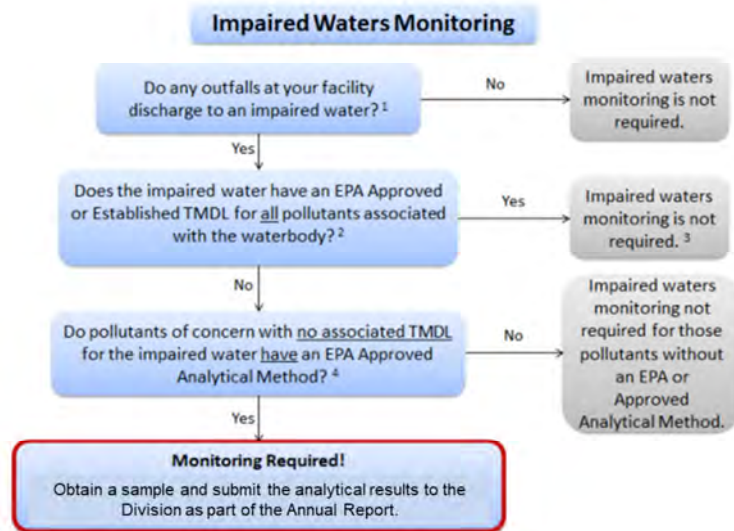 Impaired Waters Monitoring
Do any outfalls at your facility
discharge to an impaired water? 1
No
Impaired waters
monitoring is not
required.
Yes
Does the impaired water have an EPA Approved
or Established TMDL for all pollutants associated
with the waterbody? 2
Yes
Impaired waters
monitoring is not
required. 3
No
Do pollutants of concern with no associated TMDL
for the impaired water have an EPA Approved
Analytical Method? 4
No
Impaired waters
monitoring not
required for those
pollutants without
an EPA or
Approved
Analytical Method.
Yes
Monitoring Required!
Obtain a sample and submit the analytical results to the
Division as part of the Annual Report.